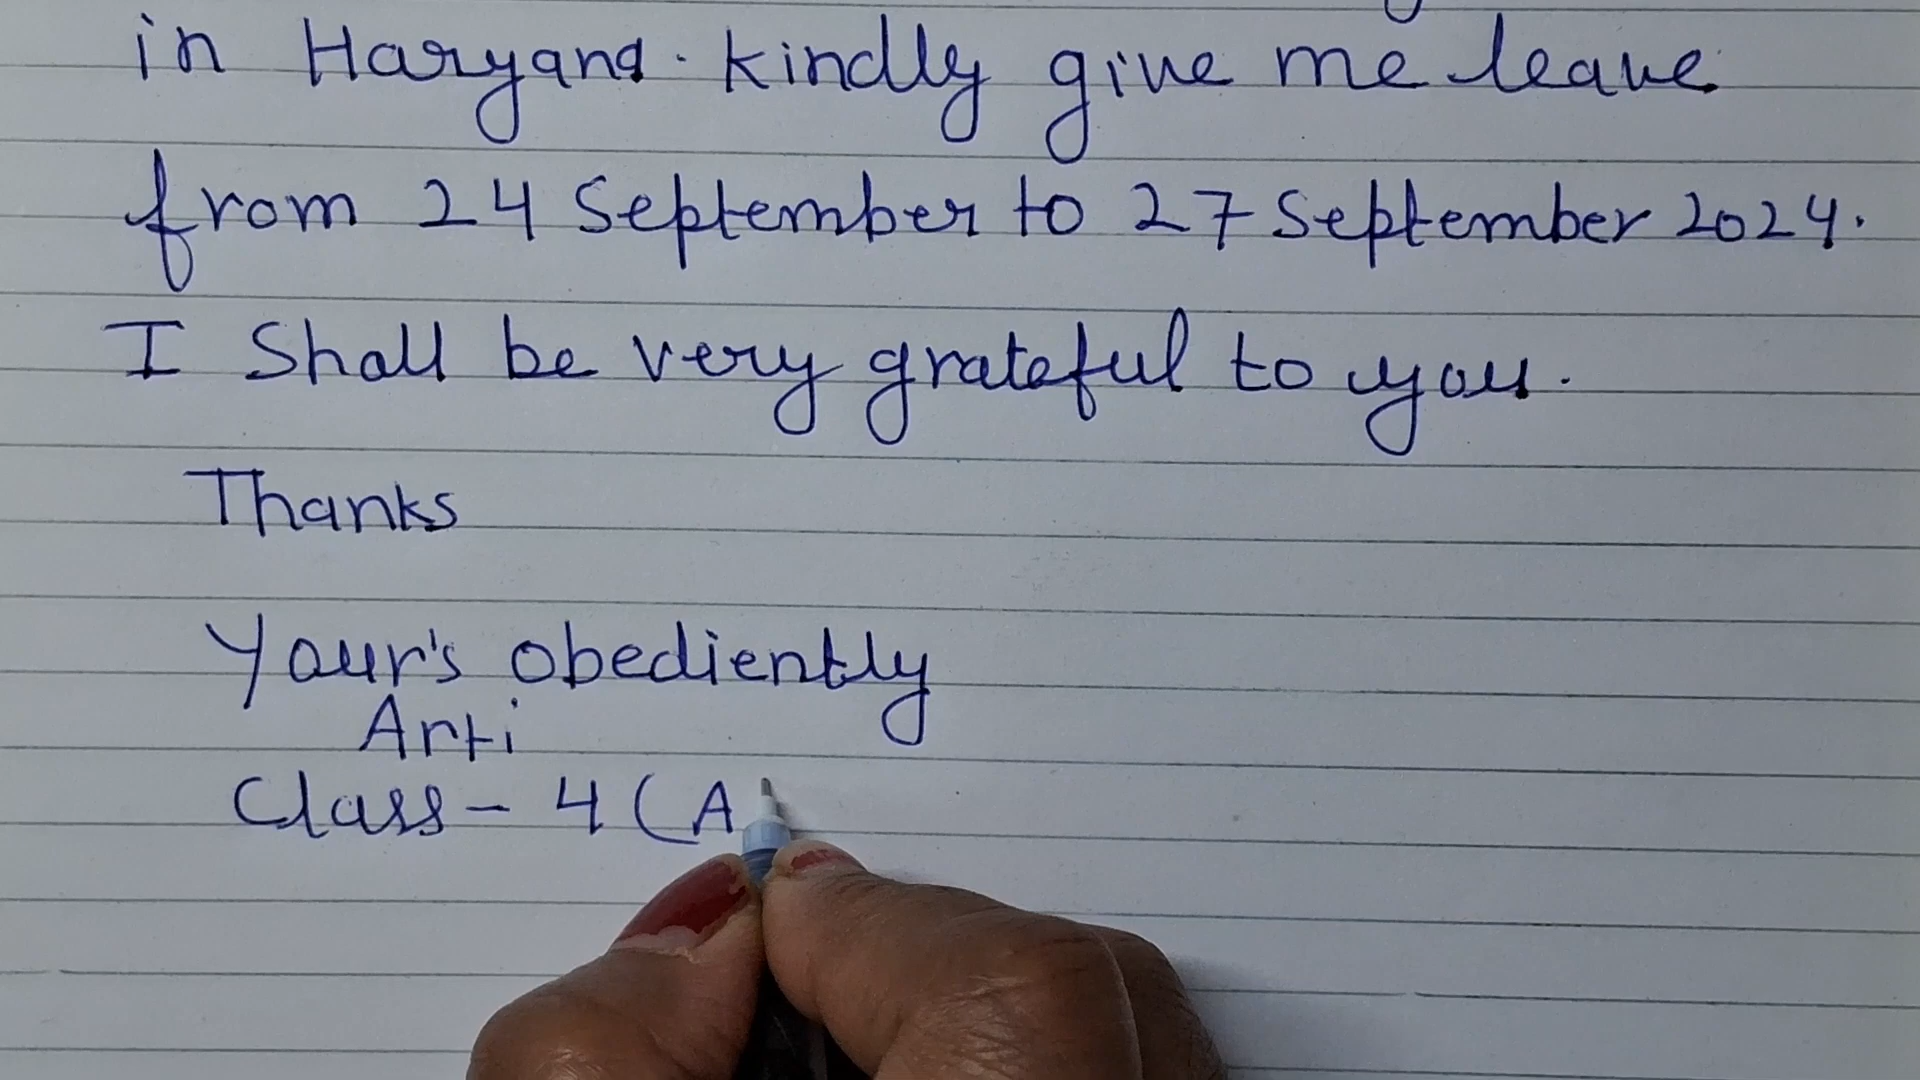 in Haryana. kindly give me leave
from 24 September to 27 September 2024.
I Shall be very grateful to you.
Thanks
Your's obediently
Arti
Class - 4 (A